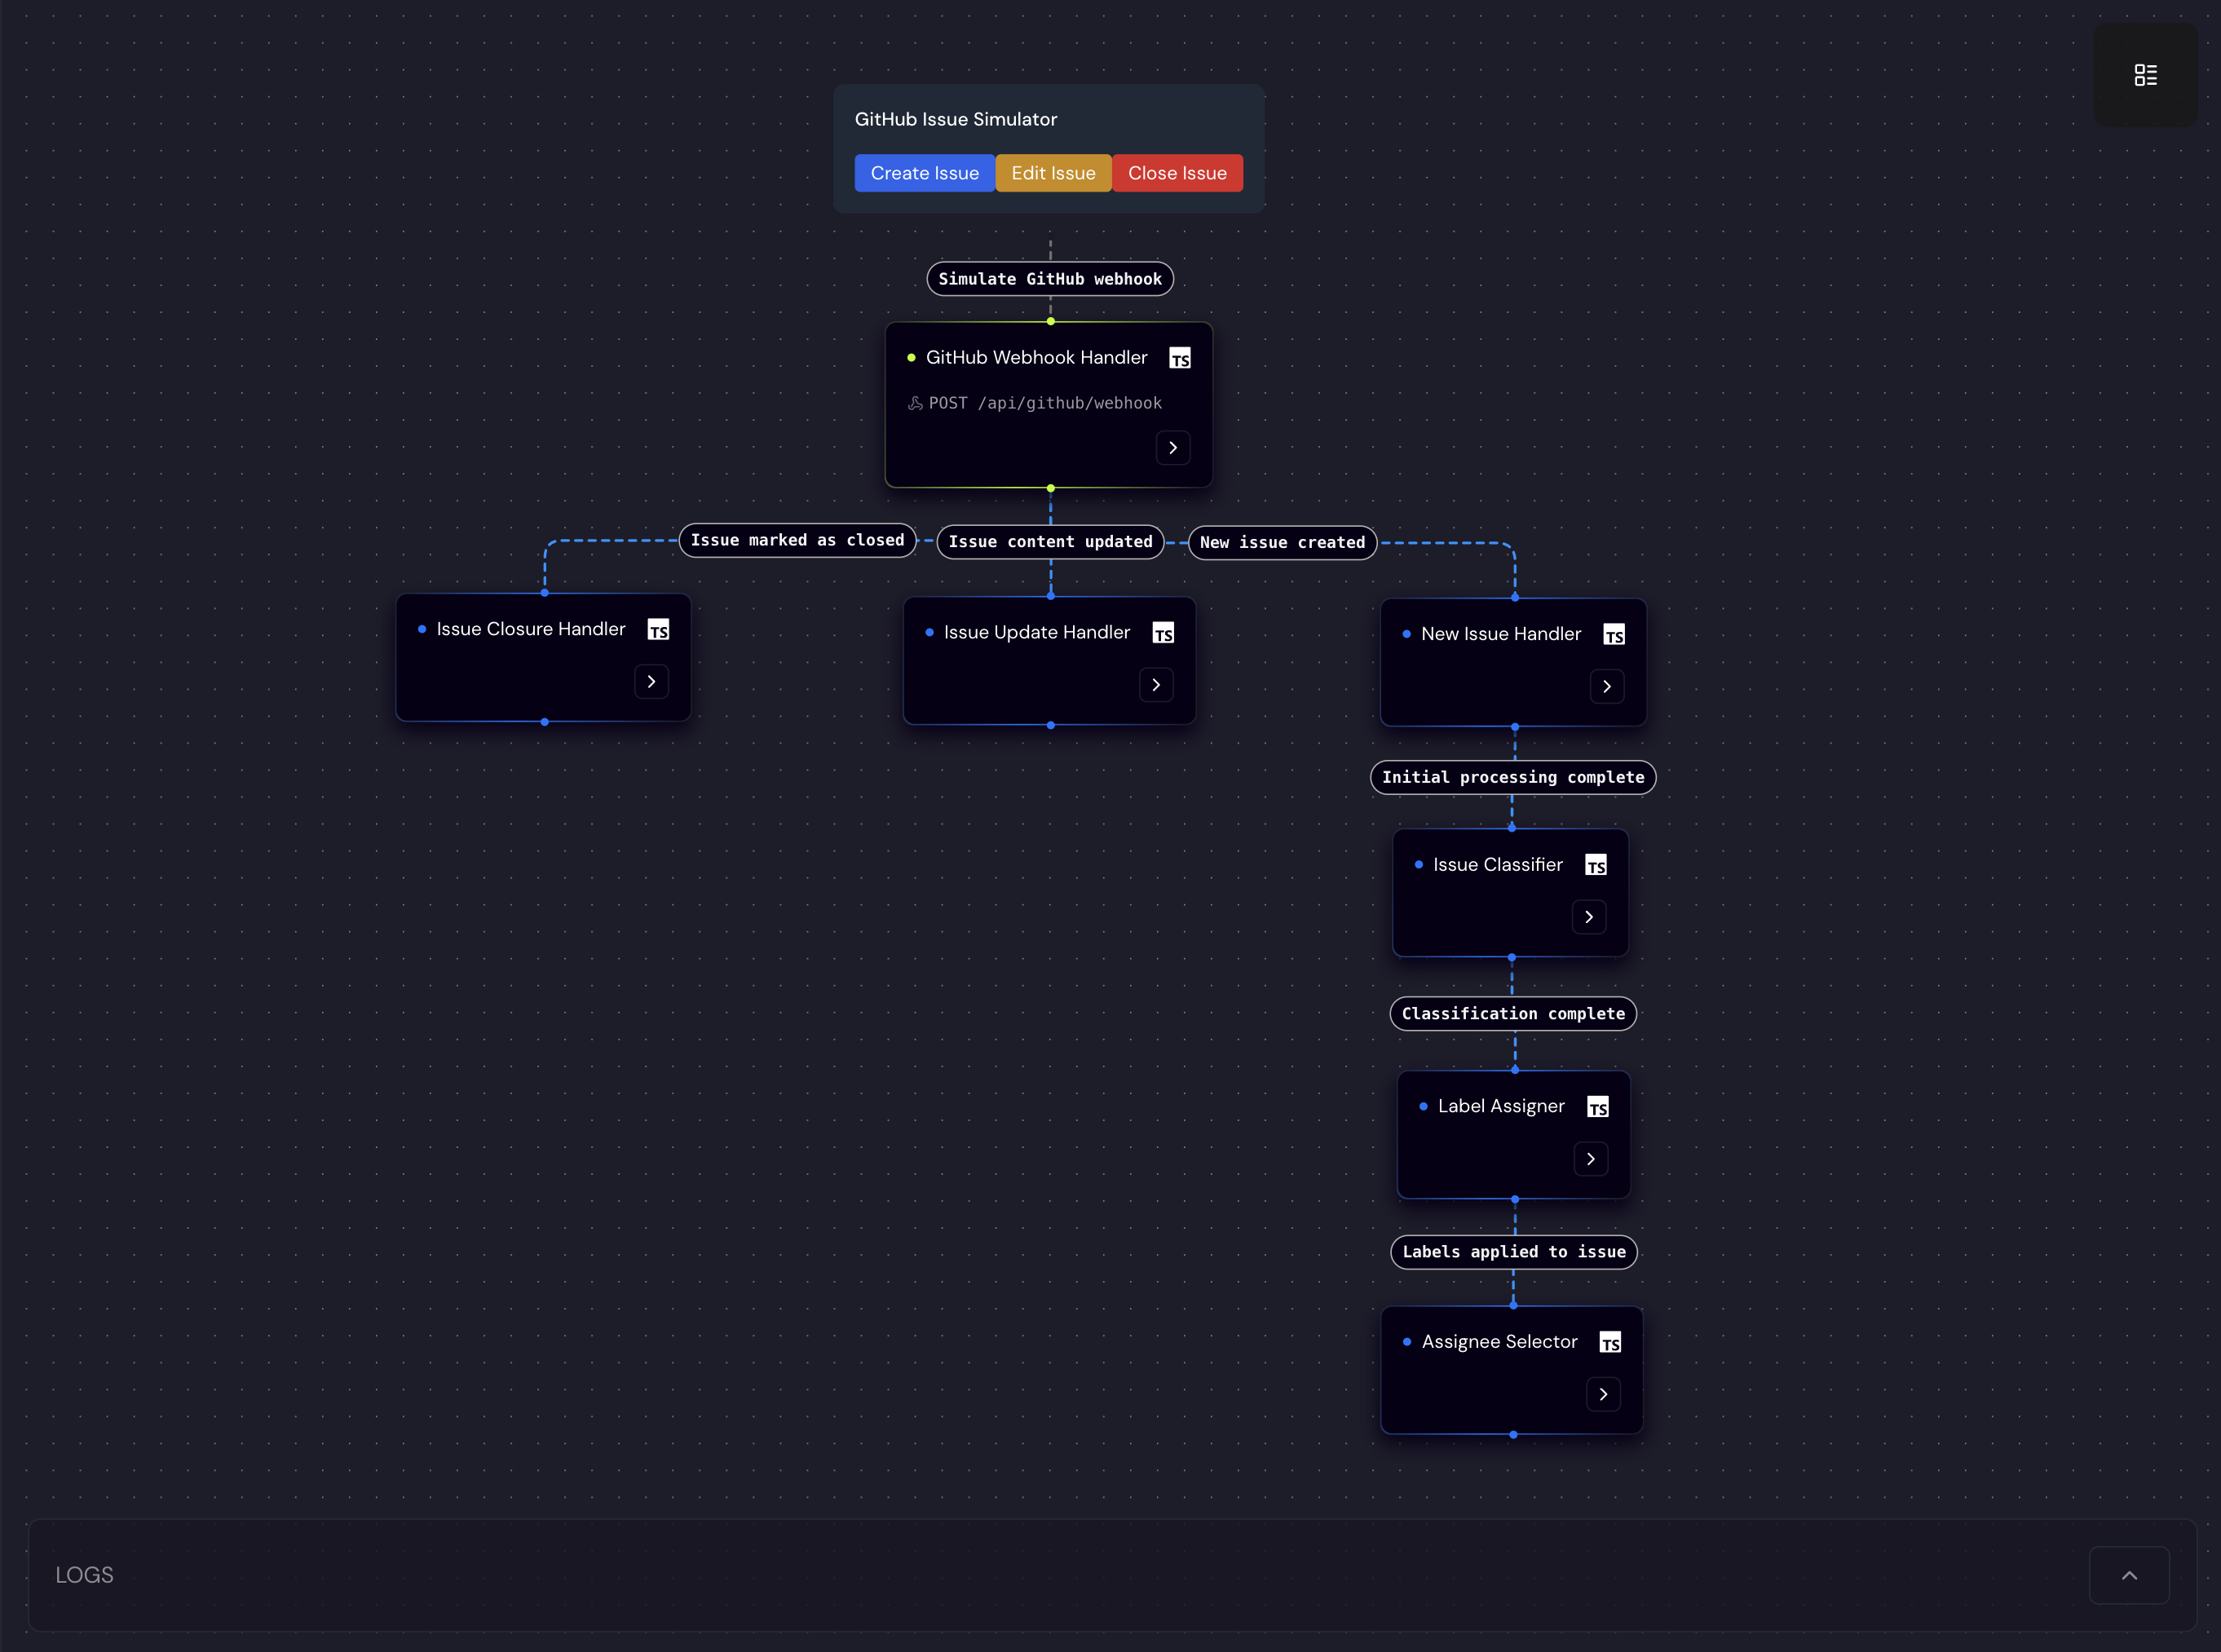 GitHub Issue Simulator
Create Issue Edit Issue Close Issue
Simulate GitHub webhook
GitHub Webhook Handler TS
POST /api/github/webhook
Issue marked as closed Issue content updated New issue created
Issue Closure Handler TS
Issue Update Handler TS
New Issue Handler TS
Initial processing complete
Issue Classifier TS
Classification complete
Label Assigner TS
Labels applied to issue
Assignee Selector TS
LOGS